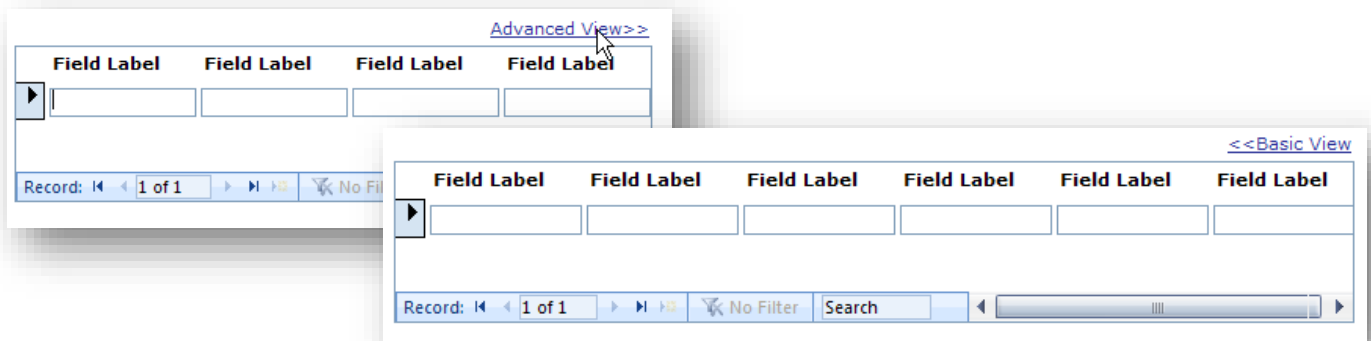 Advanced View>>
Field Label Field Label Field Label Field Label
Record: 1 of 1 No Fil
<<Basic View
Field Label Field Label Field Label Field Label Field Label Field Label
Record: 1 of 1 No Filter Search